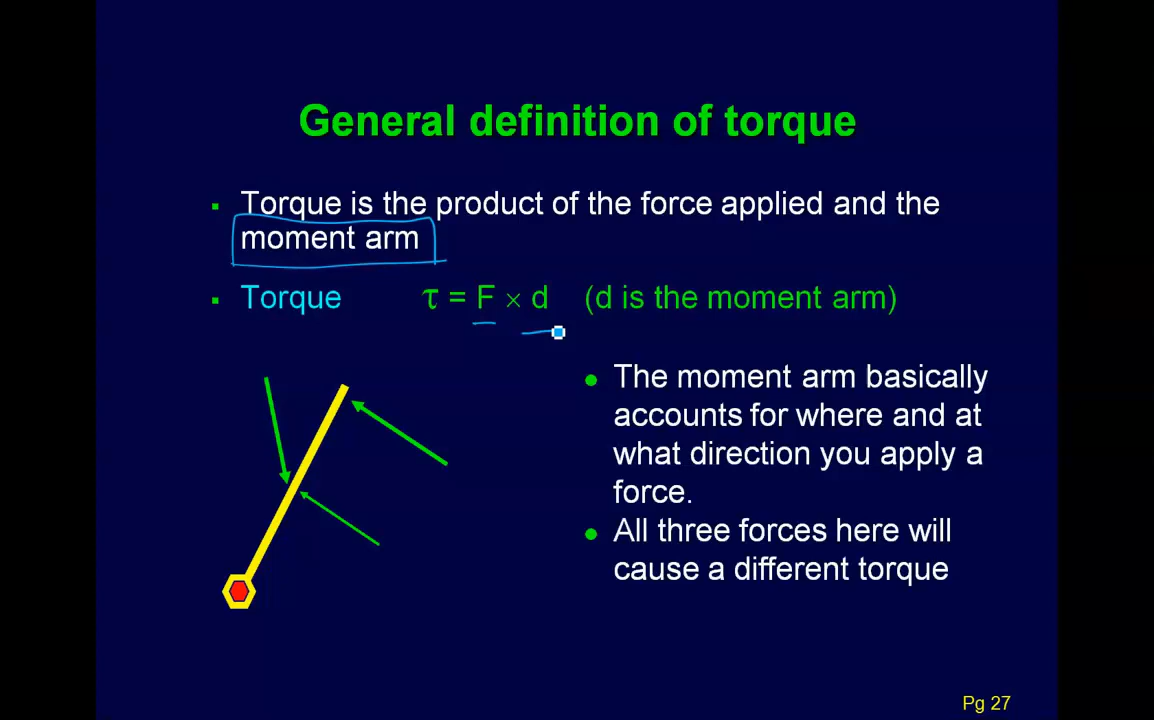 General definition of torque
Torque is the product of the force applied and the
moment arm
Torque τ = F × d (d is the moment arm)
The moment arm basically
accounts for where and at
what direction you apply a
force.
All three forces here will
cause a different torque
Pg 27